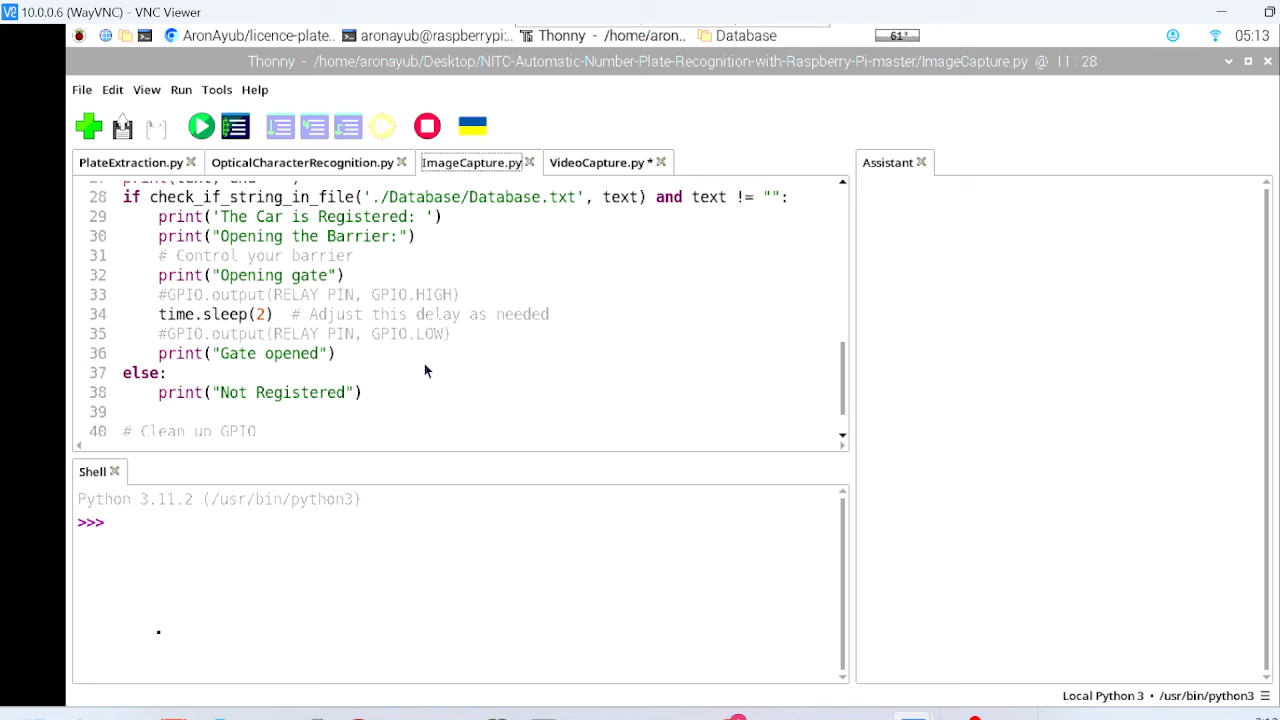 10.0.0.6 (WayVNC) - VNC Viewer
AronAyub/licence-plate.. aronayub@raspberrypi:.. Thonny - /home/aron.. Database 61° 05:13
Thonny - /home/aronayub/Desktop/NITC-Automatic-Number-Plate-Recognition-with-Raspberry-Pi-master/ImageCapture.py @ 11 : 28
File Edit View Run Tools Help
PlateExtraction.py OpticalCharacterRecognition.py ImageCapture.py VideoCapture.py * Assistant
28 if check_if_string_in_file('./Database/Database.txt', text) and text != "":
29 print('The Car is Registered: ')
30 print("Opening the Barrier:")
31 # Control your barrier
32 print("Opening gate")
33 #GPIO.output(RELAY PIN, GPIO.HIGH)
34 time.sleep(2) # Adjust this delay as needed
35 #GPIO.output(RELAY PIN, GPIO.LOW)
36 print("Gate opened")
37 else:
38 print("Not Registered")
39
40 # Clean up GPIO
Shell
Python 3.11.2 (/usr/bin/python3)
>>>
Local Python 3 • /usr/bin/python3 ☰